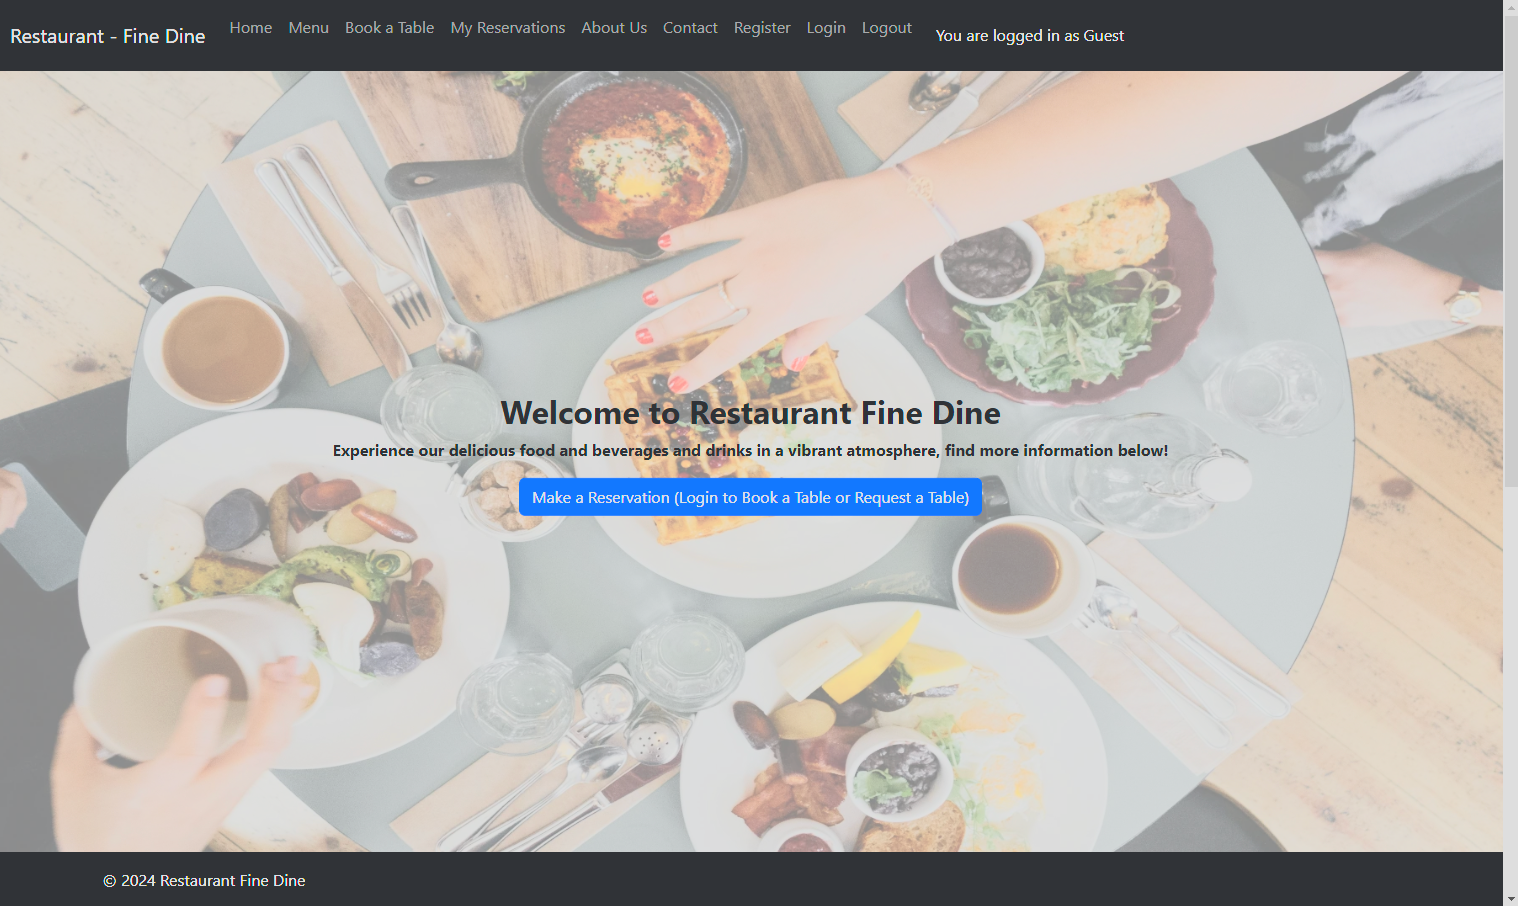 Restaurant - Fine Dine Home Menu Book a Table My Reservations About Us Contact Register Login Logout You are logged in as Guest
Welcome to Restaurant Fine Dine
Experience our delicious food and beverages and drinks in a vibrant atmosphere, find more information below!
Make a Reservation (Login to Book a Table or Request a Table)
© 2024 Restaurant Fine Dine